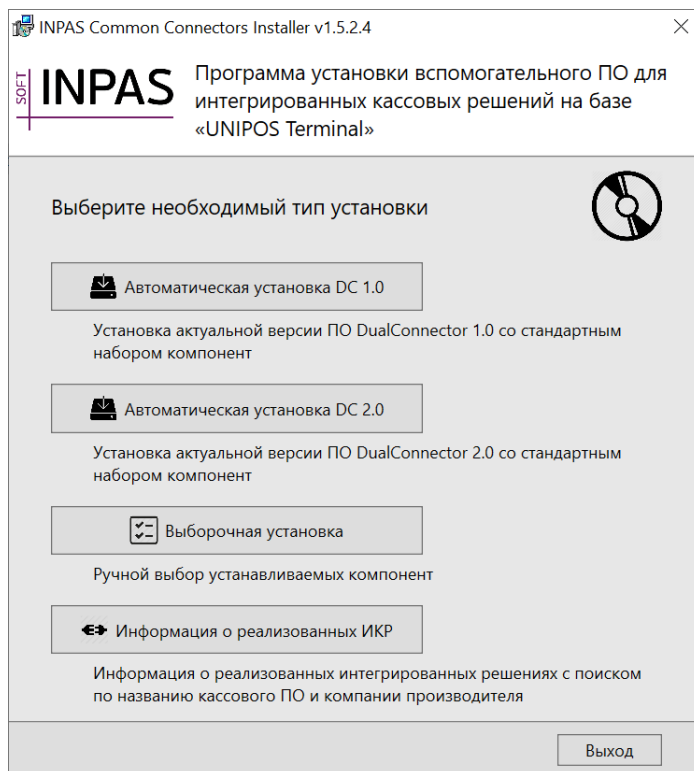 INPAS Common Connectors Installer v1.5.2.4
SOFT INPAS
Программа установки вспомогательного ПО для
интегрированных кассовых решений на базе
«UNIPOS Terminal»
Выберите необходимый тип установки
Автоматическая установка DC 1.0
Установка актуальной версии ПО DualConnector 1.0 со стандартным
набором компонент
Автоматическая установка DC 2.0
Установка актуальной версии ПО DualConnector 2.0 со стандартным
набором компонент
Выборочная установка
Ручной выбор устанавливаемых компонент
Информация о реализованных ИКР
Информация о реализованных интегрированных решениях с поиском
по названию кассового ПО и компании производителя
Выход